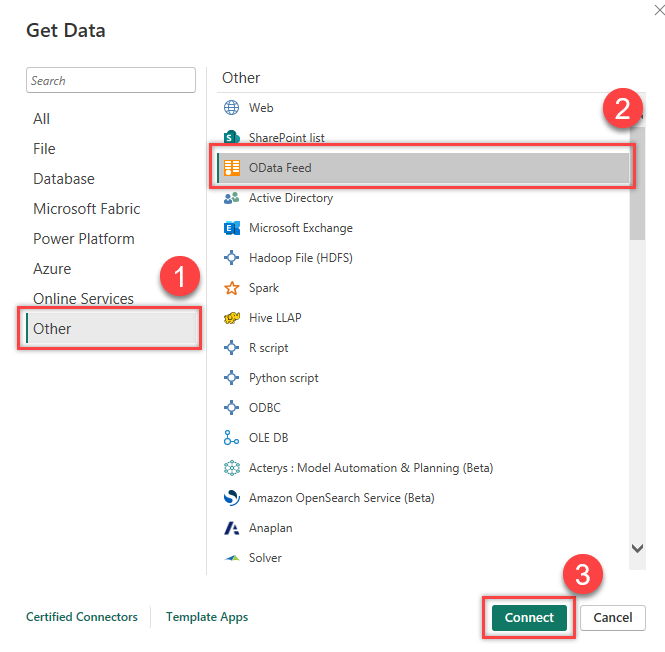 Get Data
Search
All
File
Database
Microsoft Fabric
Power Platform
Azure
1
Online Services
Other
Other
2
Web
SharePoint list
OData Feed
Active Directory
Microsoft Exchange
Hadoop File (HDFS)
Spark
Hive LLAP
R script
Python script
ODBC
OLE DB
Acterys : Model Automation & Planning (Beta)
Amazon OpenSearch Service (Beta)
Anaplan
Solver
3
Certified Connectors
Template Apps
Connect
Cancel